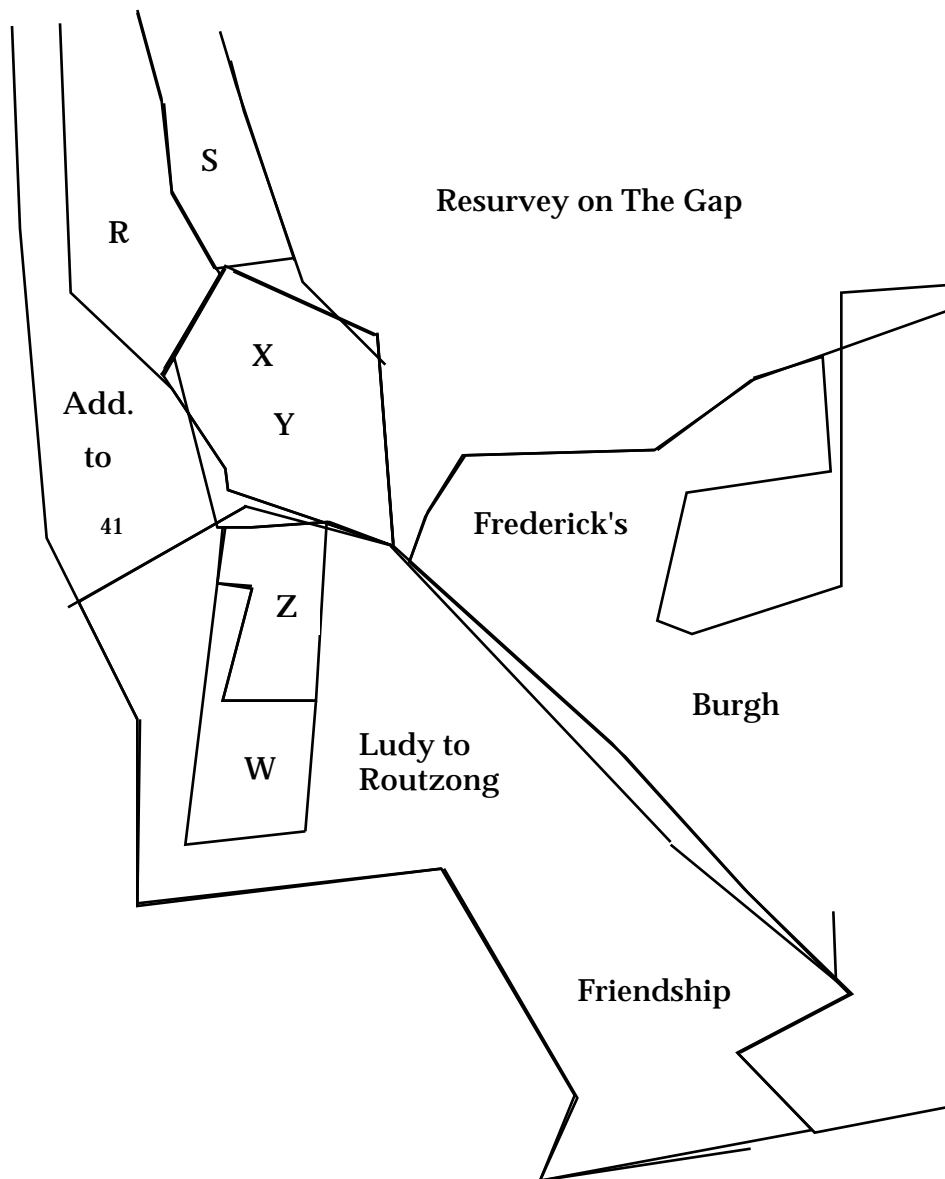 S
Resurvey on The Gap
R
X
Add.
Y
to
41
Frederick's
Z
Burgh
Ludy to
Routzong
W
Friendship